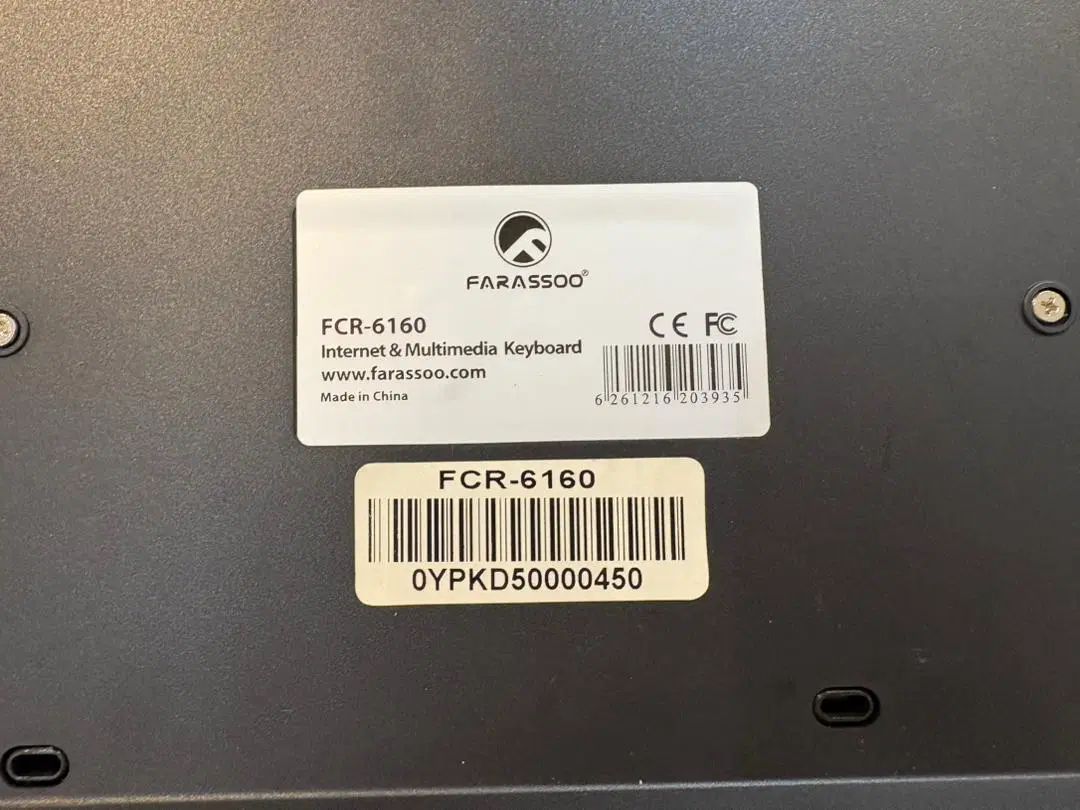 FARASSOO®
FCR-6160
CE FC
Internet & Multimedia Keyboard
www.farassoo.com
Made in China
6 261216 203935
FCR-6160
0YPKD50000450